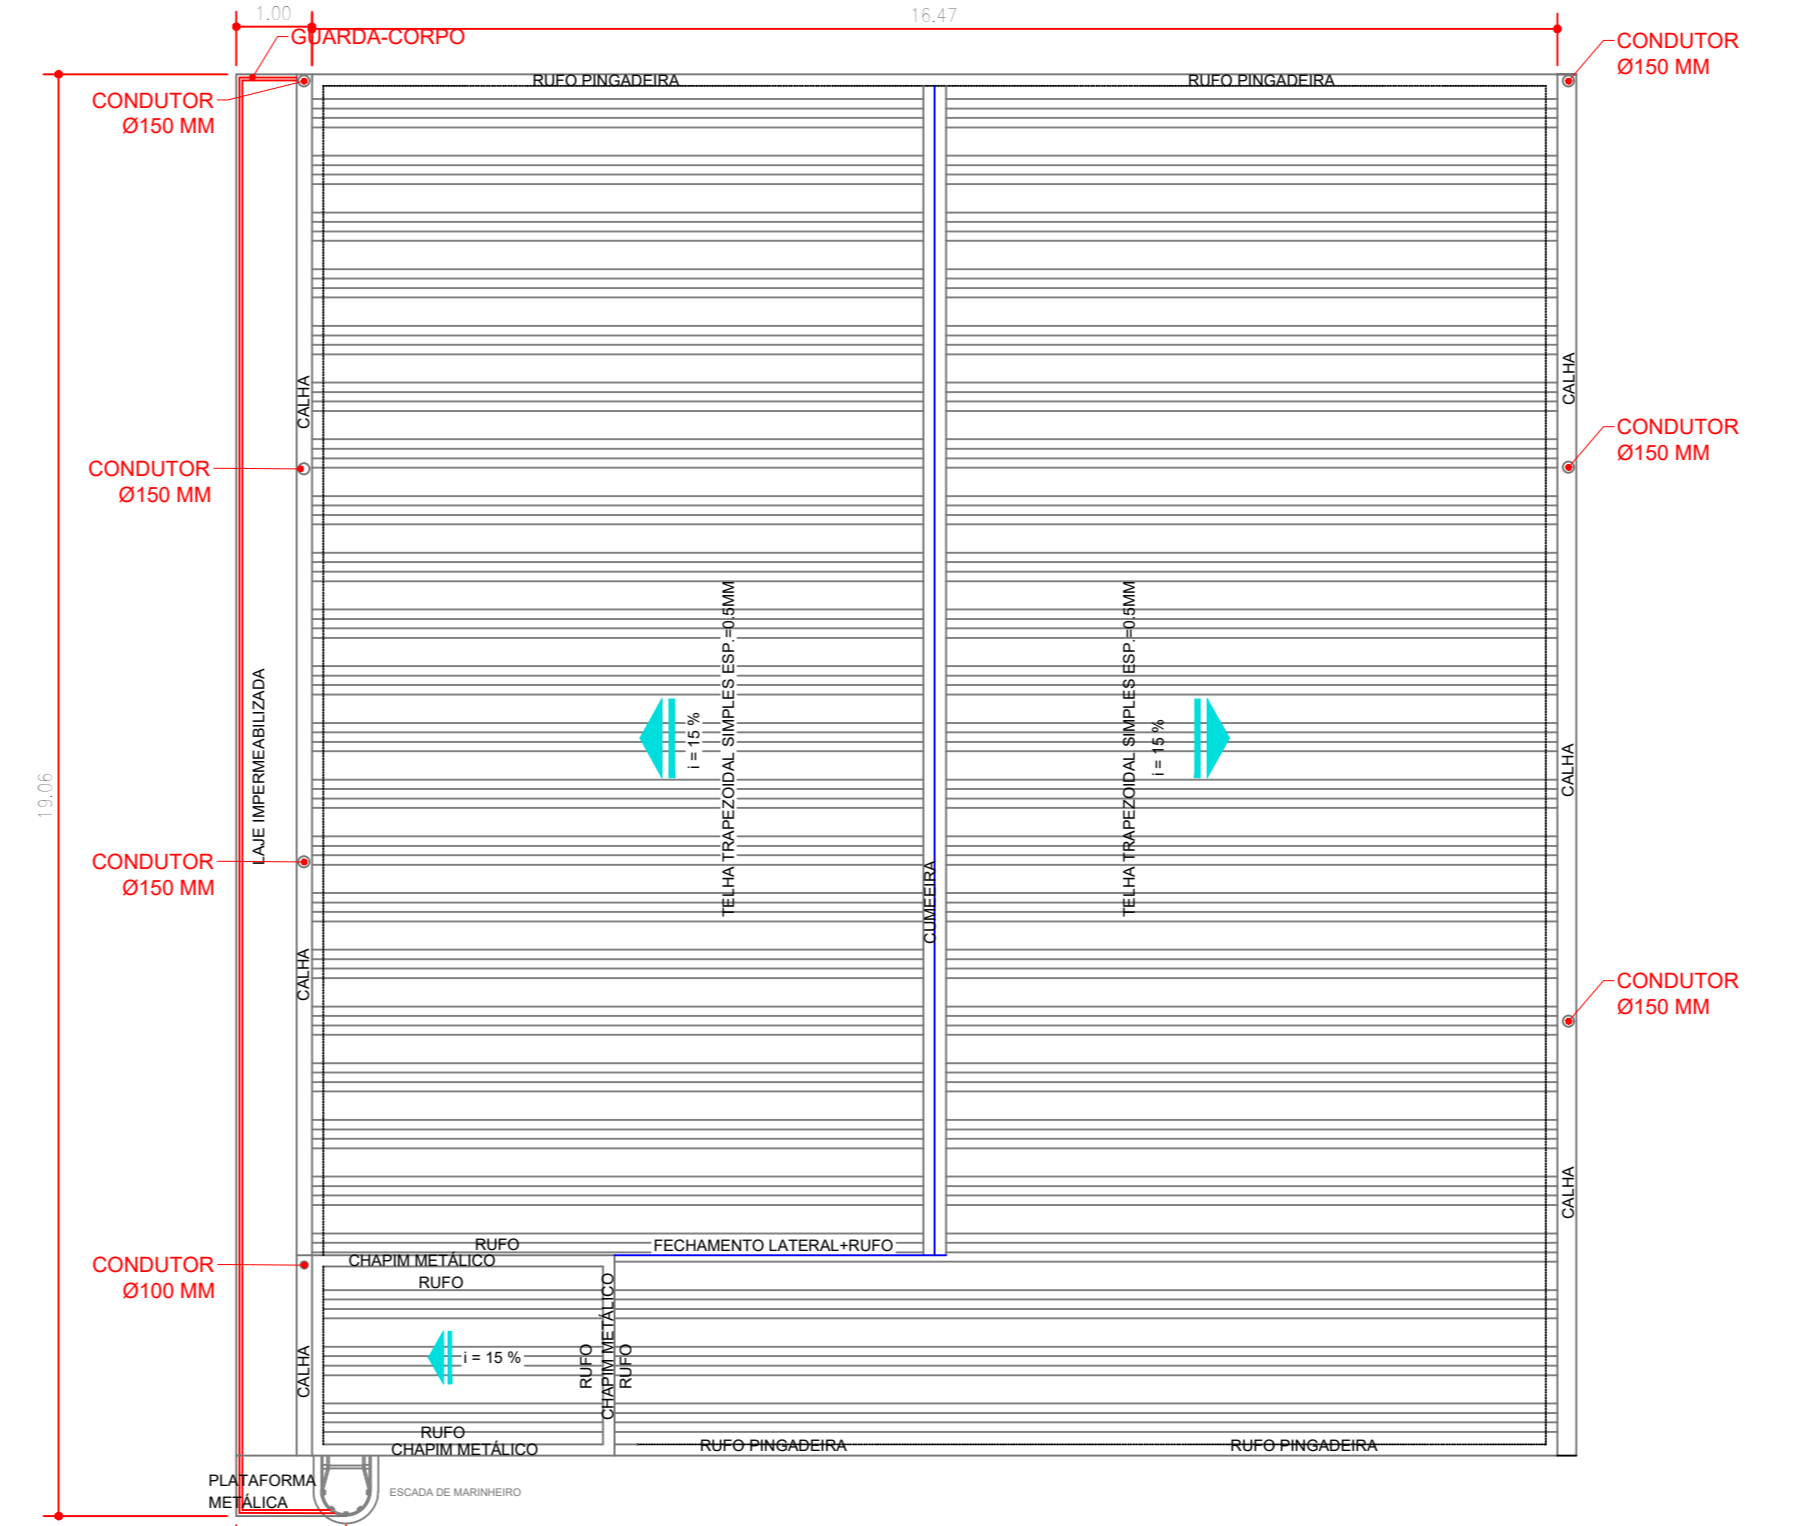 1.00
16.47
GUARDA-CORPO
CONDUTOR
Ø150 MM
RUFO PINGADEIRA
RUFO PINGADEIRA
CONDUTOR
Ø150 MM
CALHA
CALHA
CONDUTOR
Ø150 MM
CONDUTOR
Ø150 MM
TELHA TRAPEZOIDAL SIMPLES ESP.=0.5MM
TELHA TRAPEZOIDAL SIMPLES ESP.=0.5MM
i = 15 %
i = 15 %
19.06
LAJE IMPERMEABILIZADA
CALHA
CONDUTOR
Ø150 MM
CUMEEIRA
CALHA
CONDUTOR
Ø150 MM
CALHA
RUFO
FECHAMENTO LATERAL+RUFO
CONDUTOR
Ø100 MM
CHAPIM METÁLICO
RUFO
CALHA
i = 15 %
RUFO
CHAPIM METÁLICO
RUFO
RUFO
CHAPIM METÁLICO
RUFO PINGADEIRA
RUFO PINGADEIRA
PLATAFORMA
METÁLICA
ESCADA DE MARINHEIRO